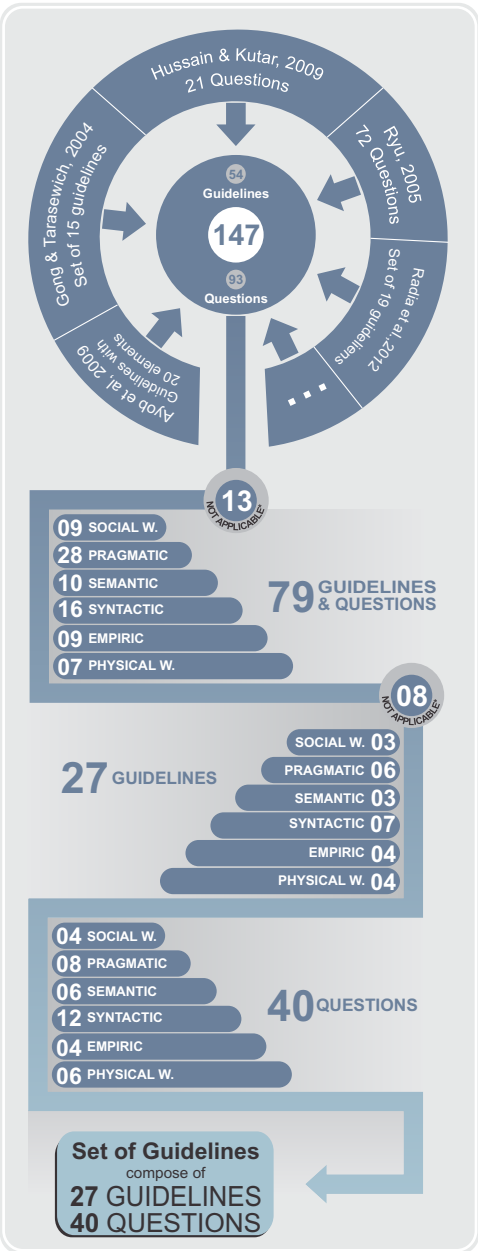 Hussain & Kutar, 2009
21 Questions
Gong & Tarasewich, 2004
Set of 15 guidelines
Ryu, 2005
72 Questions
Radia et al,2012
Set of 19 guideliens
Ayob et al, 2009
Guidelines with
20 elements
...
54
Guidelines
147
93
Questions
13
NOT APPLICABLE*
09 SOCIAL W.
28 PRAGMATIC
10 SEMANTIC
16 SYNTACTIC
09 EMPIRIC
07 PHYSICAL W.
79 GUIDELINES
& QUESTIONS
08
NOT APPLICABLE*
27 GUIDELINES
SOCIAL W. 03
PRAGMATIC 06
SEMANTIC 03
SYNTACTIC 07
EMPIRIC 04
PHYSICAL W. 04
04 SOCIAL W.
08 PRAGMATIC
06 SEMANTIC
12 SYNTACTIC
04 EMPIRIC
06 PHYSICAL W.
40 QUESTIONS
Set of Guidelines
compose of
27 GUIDELINES
40 QUESTIONS